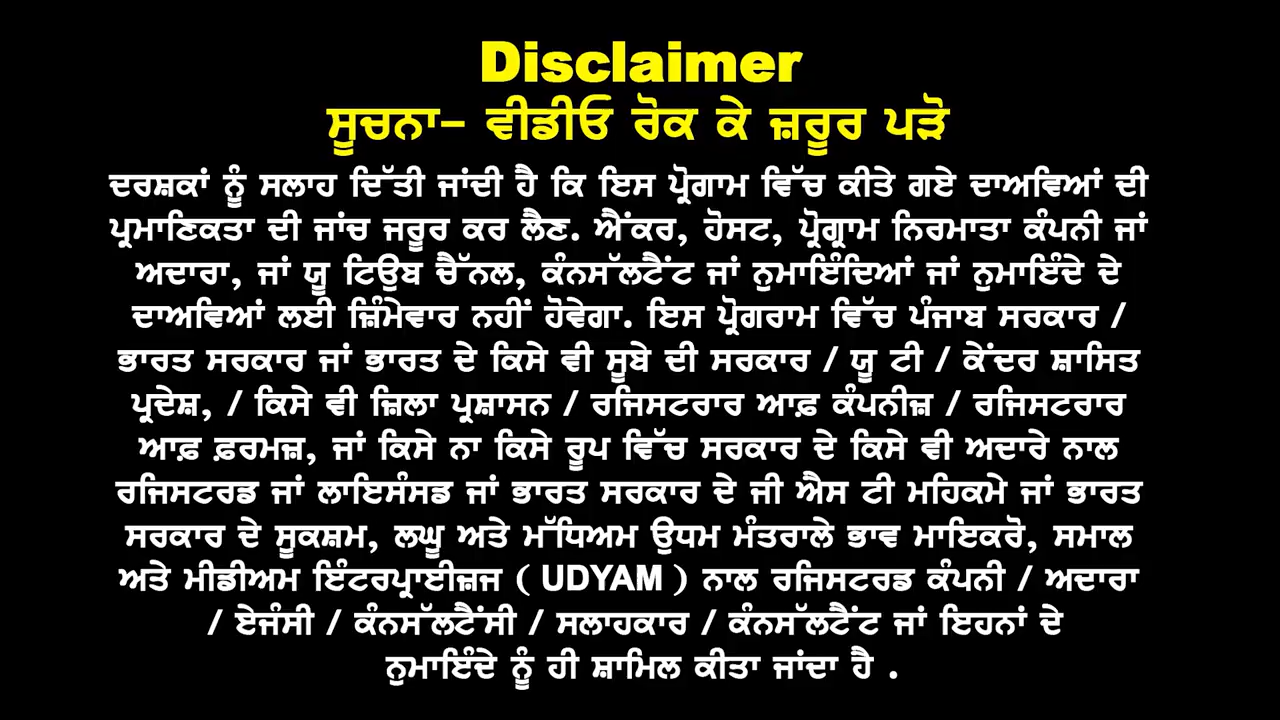 Disclaimer
ਸੂਚਨਾ- ਵੀਡੀਓ ਰੋਕ ਕੇ ਜ਼ਰੂਰ ਪੜੋ
ਦਰਸ਼ਕਾਂ ਨੂੰ ਸਲਾਹ ਦਿੱਤੀ ਜਾਂਦੀ ਹੈ ਕਿ ਇਸ ਪ੍ਰੋਗਾਮ ਵਿੱਚ ਕੀਤੇ ਗਏ ਦਾਅਵਿਆਂ ਦੀ
ਪ੍ਰਮਾਣਿਕਤਾ ਦੀ ਜਾਂਚ ਜਰੂਰ ਕਰ ਲੈਣ. ਐਂਕਰ, ਹੋਸਟ, ਪ੍ਰੋਗ੍ਰਾਮ ਨਿਰਮਾਤਾ ਕੰਪਨੀ ਜਾਂ
ਅਦਾਰਾ, ਜਾਂ ਯੂ ਟਿਉਬ ਚੈੱਨਲ, ਕੰਨਸੱਲਟੈਂਟ ਜਾਂ ਨੁਮਾਇੰਦਿਆਂ ਜਾਂ ਨੁਮਾਇੰਦੇ ਦੇ
ਦਾਅਵਿਆਂ ਲਈ ਜ਼ਿੰਮੇਵਾਰ ਨਹੀਂ ਹੋਵੇਗਾ. ਇਸ ਪ੍ਰੋਗਰਾਮ ਵਿੱਚ ਪੰਜਾਬ ਸਰਕਾਰ /
ਭਾਰਤ ਸਰਕਾਰ ਜਾਂ ਭਾਰਤ ਦੇ ਕਿਸੇ ਵੀ ਸੂਬੇ ਦੀ ਸਰਕਾਰ / ਯੂ ਟੀ / ਕੇਂਦਰ ਸ਼ਾਸਿਤ
ਪ੍ਰਦੇਸ਼, / ਕਿਸੇ ਵੀ ਜ਼ਿਲਾ ਪ੍ਰਸ਼ਾਸਨ / ਰਜਿਸਟਰਾਰ ਆਫ਼ ਕੰਪਨੀਜ਼ / ਰਜਿਸਟਰਾਰ
ਆਫ਼ ਫ਼ਰਮਜ਼, ਜਾਂ ਕਿਸੇ ਨਾ ਕਿਸੇ ਰੂਪ ਵਿੱਚ ਸਰਕਾਰ ਦੇ ਕਿਸੇ ਵੀ ਅਦਾਰੇ ਨਾਲ
ਰਜਿਸਟਰਡ ਜਾਂ ਲਾਇਸੰਸਡ ਜਾਂ ਭਾਰਤ ਸਰਕਾਰ ਦੇ ਜੀ ਐਸ ਟੀ ਮਹਿਕਮੇ ਜਾਂ ਭਾਰਤ
ਸਰਕਾਰ ਦੇ ਸੂਕਸ਼ਮ, ਲਘੂ ਅਤੇ ਮੱਧਿਅਮ ਉਧਮ ਮੰਤਰਾਲੇ ਭਾਵ ਮਾਇਕਰੋ, ਸਮਾਲ
ਅਤੇ ਮੀਡੀਅਮ ਇੰਟਰਪ੍ਰਾਈਜ਼ਜ ( UDYAM ) ਨਾਲ ਰਜਿਸਟਰਡ ਕੰਪਨੀ / ਅਦਾਰਾ
/ ਏਜੰਸੀ / ਕੰਨਸੱਲਟੈਂਸੀ / ਸਲਾਹਕਾਰ / ਕੰਨਸੱਲਟੈਂਟ ਜਾਂ ਇਹਨਾਂ ਦੇ
ਨੁਮਾਇੰਦੇ ਨੂੰ ਹੀ ਸ਼ਾਮਿਲ ਕੀਤਾ ਜਾਂਦਾ ਹੈ .